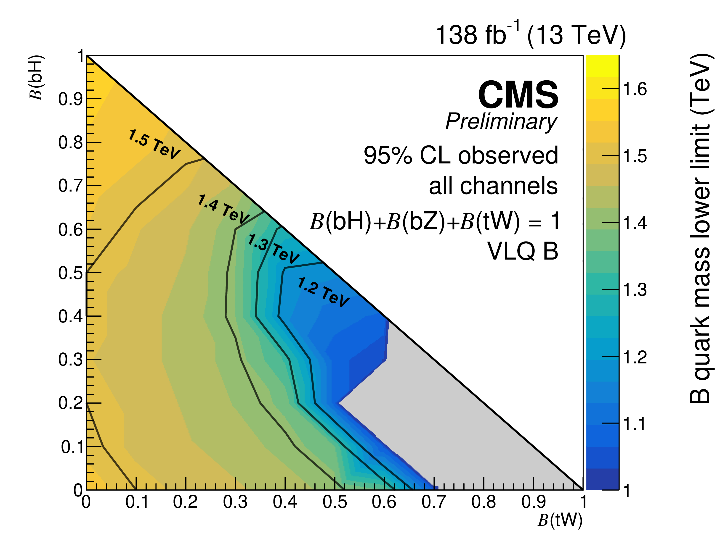 138 fb-1 (13 TeV)
CMS
Preliminary
95% CL observed
all channels
B(bH)+B(bZ)+B(tW) = 1
VLQ B
1.5 TeV
1.4 TeV
1.3 TeV
1.2 TeV
B(bH)
1
0.9
0.8
0.7
0.6
0.5
0.4
0.3
0.2
0.1
0
0 0.1 0.2 0.3 0.4 0.5 0.6 0.7 0.8 0.9 1
B(tW)
1.6
1.5
1.4
1.3
1.2
1.1
1
B quark mass lower limit (TeV)